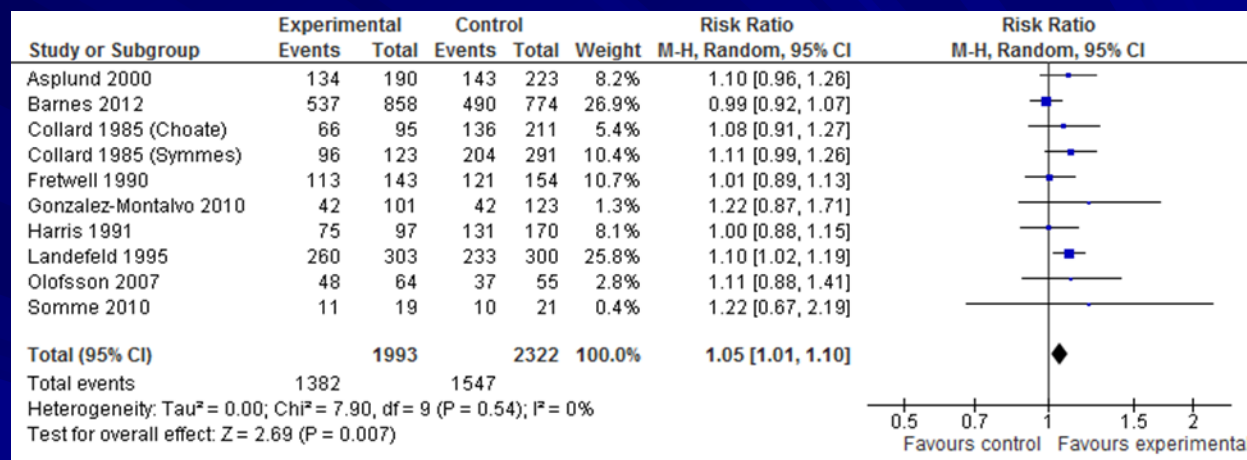 Experimental Control Risk Ratio Risk Ratio
Study or Subgroup Events Total Events Total Weight M-H, Random, 95% CI M-H, Random, 95% CI
Asplund 2000 134 190 143 223 8.2% 1.10 [0.96, 1.26]
Barnes 2012 537 858 490 774 26.9% 0.99 [0.92, 1.07]
Collard 1985 (Choate) 66 95 136 211 5.4% 1.08 [0.91, 1.27]
Collard 1985 (Symmes) 96 123 204 291 10.4% 1.11 [0.99, 1.26]
Fretwell 1990 113 143 121 154 10.7% 1.01 [0.89, 1.13]
Gonzalez-Montalvo 2010 42 101 42 123 1.3% 1.22 [0.87, 1.71]
Harris 1991 75 97 131 170 8.1% 1.00 [0.88, 1.15]
Landefeld 1995 260 303 233 300 25.8% 1.10 [1.02, 1.19]
Olofsson 2007 48 64 37 55 2.8% 1.11 [0.88, 1.41]
Somme 2010 11 19 10 21 0.4% 1.22 [0.67, 2.19]
Total (95% CI) 1993 2322 100.0% 1.05 [1.01, 1.10]
Total events 1382 1547
Heterogeneity: Tau² = 0.00; Chi² = 7.90, df = 9 (P = 0.54); I² = 0%
Test for overall effect: Z = 2.69 (P = 0.007)
0.5 0.7 1 1.5 2
Favours control Favours experimenta